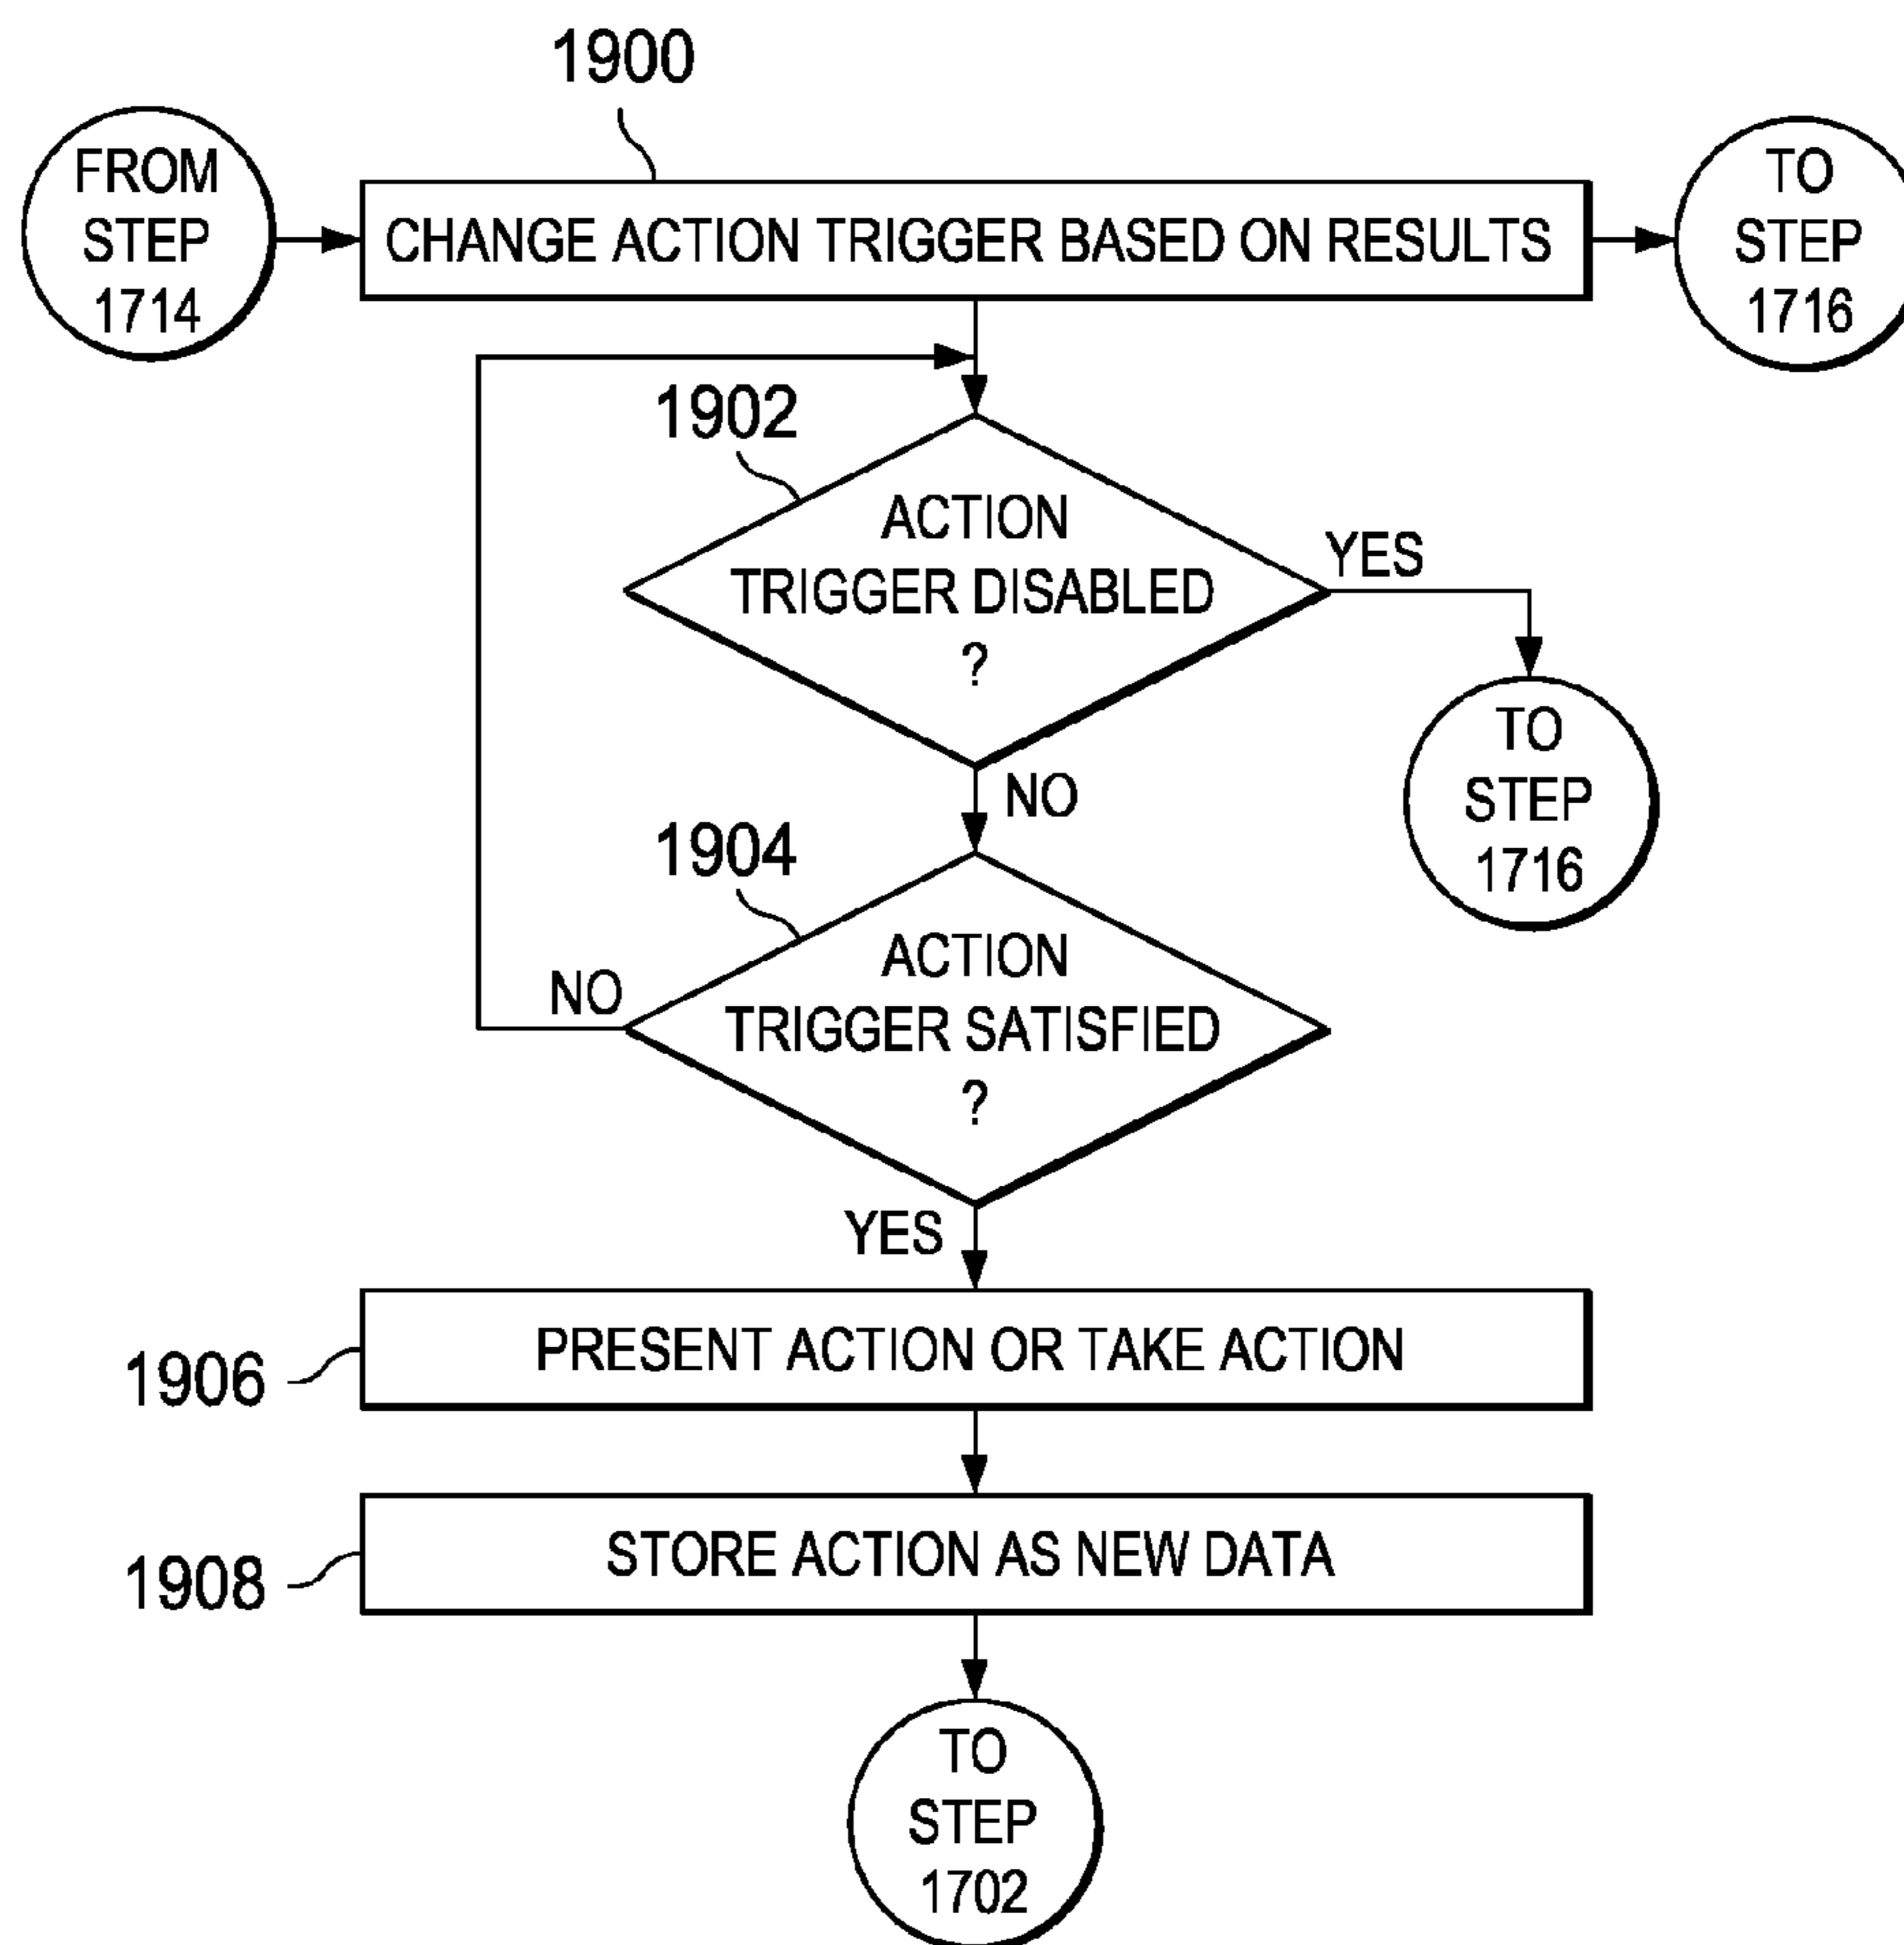 1900
FROM
STEP
1714
CHANGE ACTION TRIGGER BASED ON RESULTS
TO
STEP
1716
1902
ACTION
TRIGGER DISABLED
?
YES
TO
STEP
1716
NO
1904
ACTION
TRIGGER SATISFIED
?
NO
YES
1906
PRESENT ACTION OR TAKE ACTION
1908
STORE ACTION AS NEW DATA
TO
STEP
1702